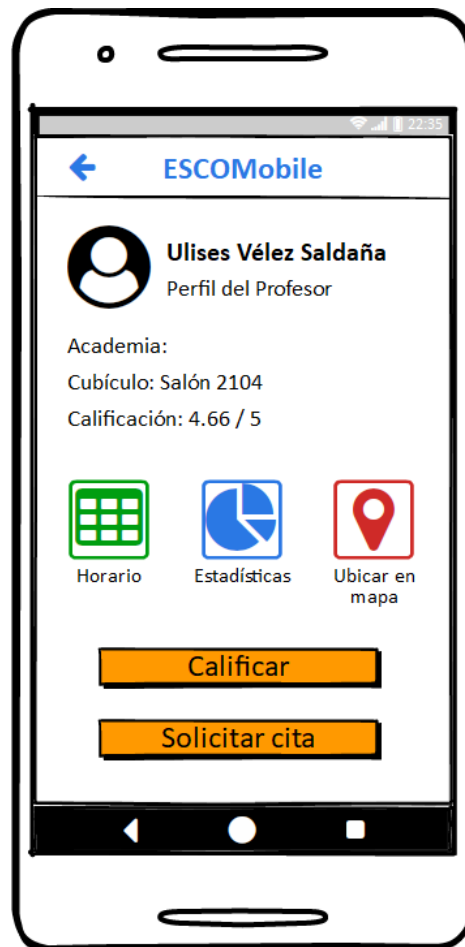 22:35
ESCOMobile
Ulises Vélez Saldaña
Perfil del Profesor
Academia:
Cubículo: Salón 2104
Calificación: 4.66 / 5
Horario
Estadísticas
Ubicar en
mapa
Calificar
Solicitar cita